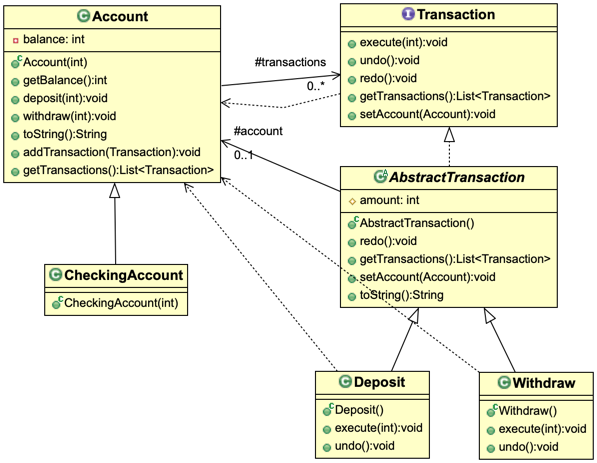 Account
balance: int
Account(int)
getBalance():int
deposit(int):void
withdraw(int):void
toString():String
addTransaction(Transaction):void
getTransactions():List<Transaction>
#transactions
0..*
Transaction
execute(int):void
undo():void
redo():void
getTransactions():List<Transaction>
setAccount(Account):void
#account
0..1
AbstractTransaction
amount: int
AbstractTransaction()
redo():void
getTransactions():List<Transaction>
setAccount(Account):void
toString():String
CheckingAccount
CheckingAccount(int)
Deposit
Deposit()
execute(int):void
undo():void
Withdraw
Withdraw()
execute(int):void
undo():void